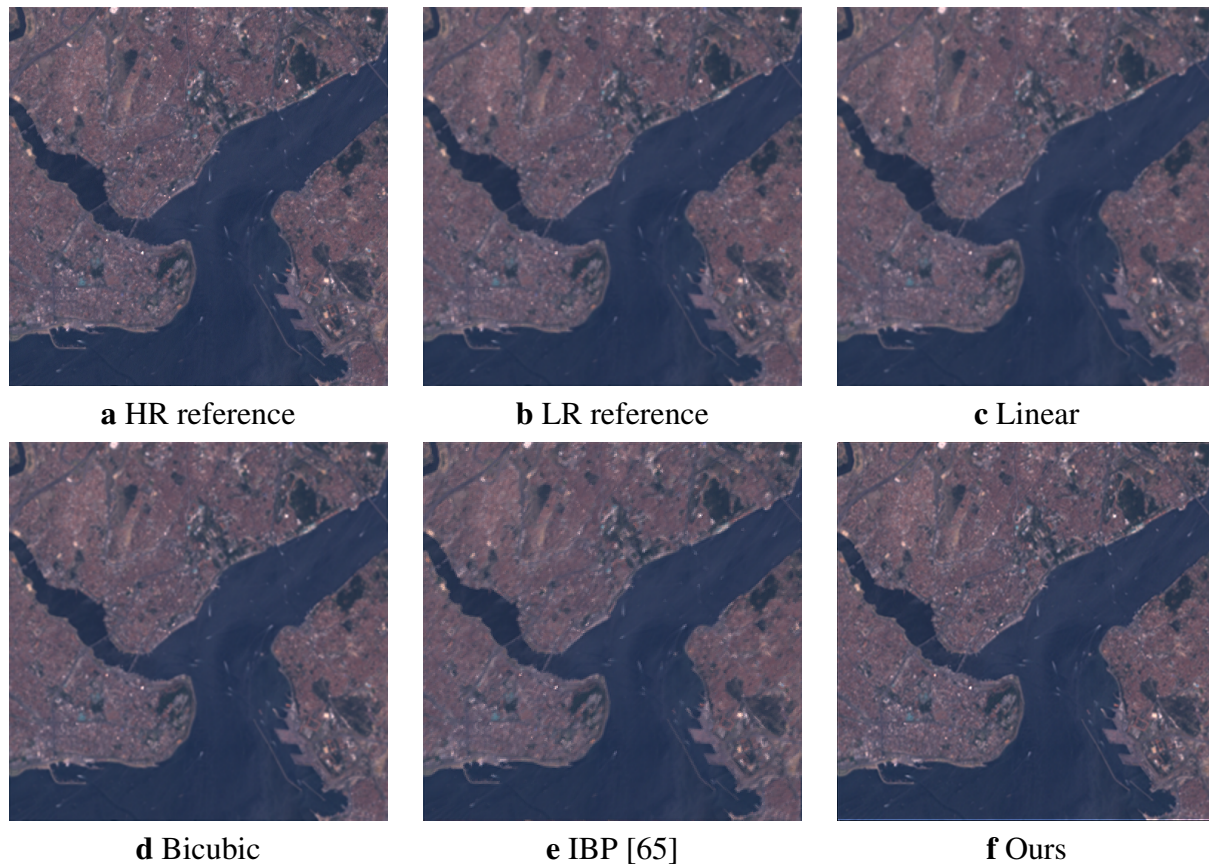 a HR reference
b LR reference
c Linear
d Bicubic
e IBP [65]
f Ours